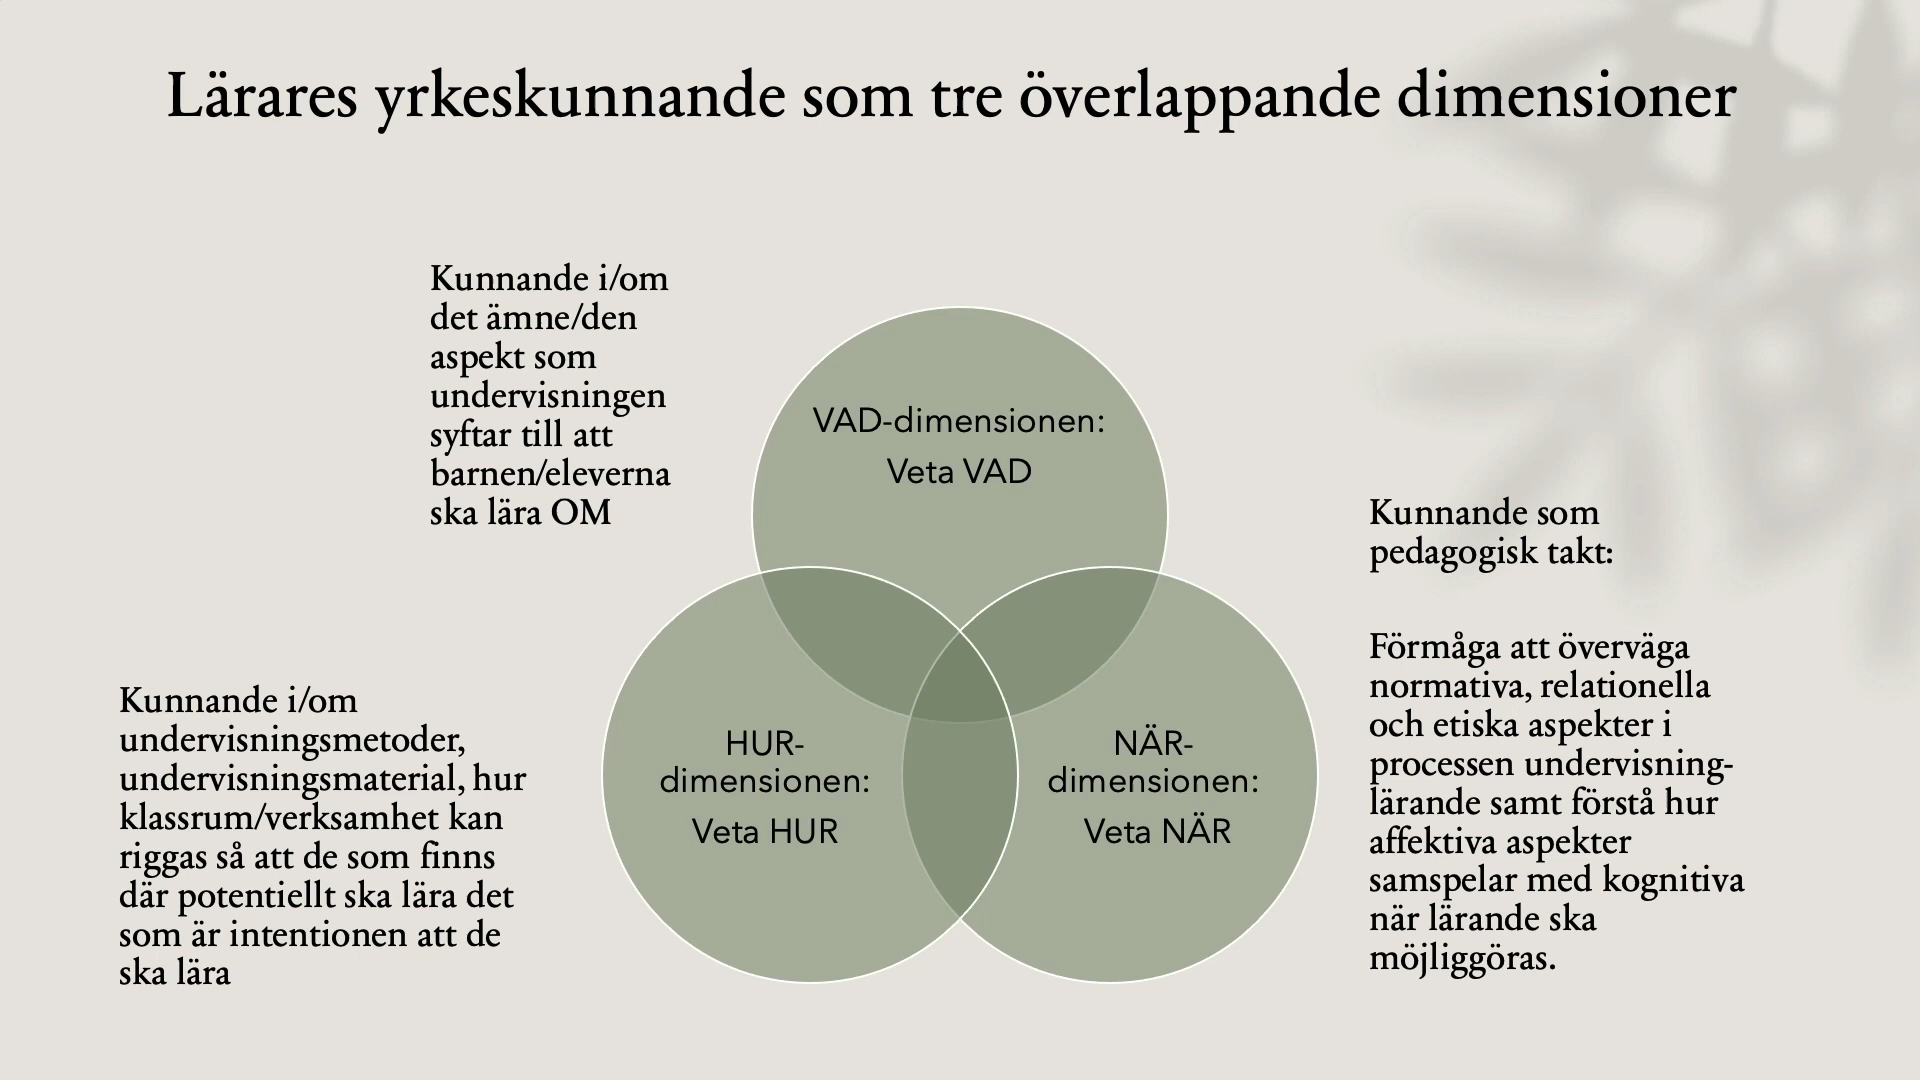 Lärares yrkeskunnande som tre överlappande dimensioner
Kunnande i/om
det ämne/den
aspekt som
undervisningen
syftar till att
barnen/eleverna
ska lära OM
VAD-dimensionen:
Veta VAD
Kunnande som
pedagogisk takt:
Förmåga att överväga
normativa, relationella
och etiska aspekter i
processen undervisning-
lärande samt förstå hur
affektiva aspekter
samspelar med kognitiva
när lärande ska
möjliggöras.
Kunnande i/om
undervisningsmetoder,
undervisningsmaterial, hur
klassrum/verksamhet kan
riggas så att de som finns
där potentiellt ska lära det
som är intentionen att de
ska lära
HUR-
dimensionen:
Veta HUR
NÄR-
dimensionen:
Veta NÄR